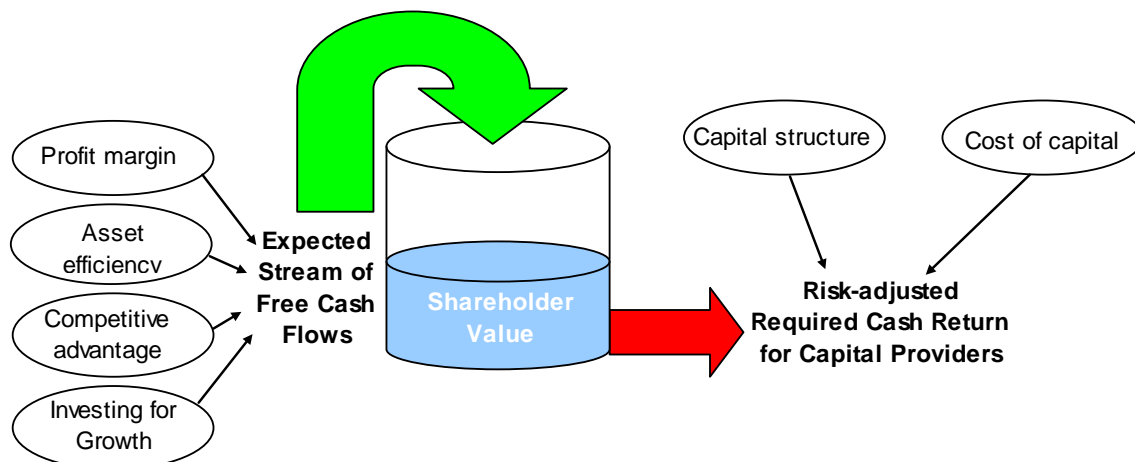 Profit margin
Asset
efficiency
Competitive
advantage
Investing for
Growth
Expected
Stream of
Free Cash
Flows
Shareholder
Value
Capital structure
Cost of capital
Risk-adjusted
Required Cash Return
for Capital Providers